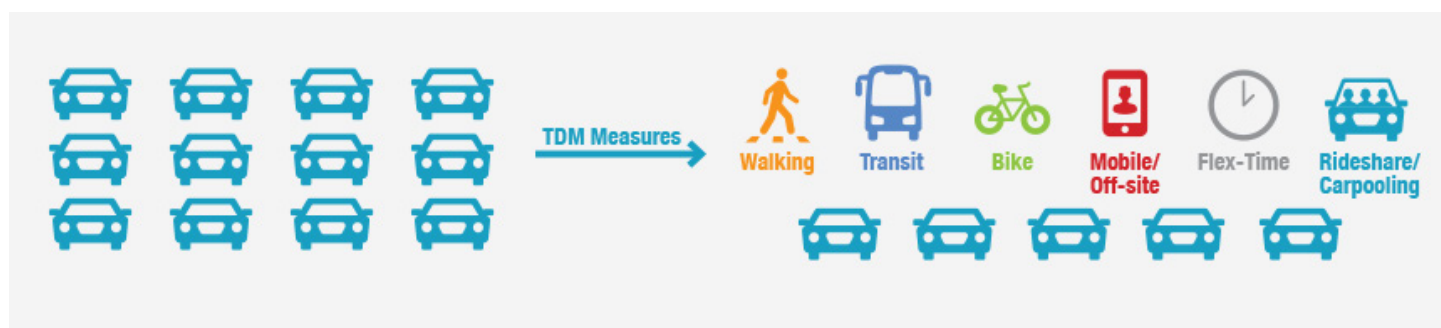 TDM Measures
Walking
Transit
Bike
Mobile/
Off-site
Flex-Time
Rideshare/
Carpooling